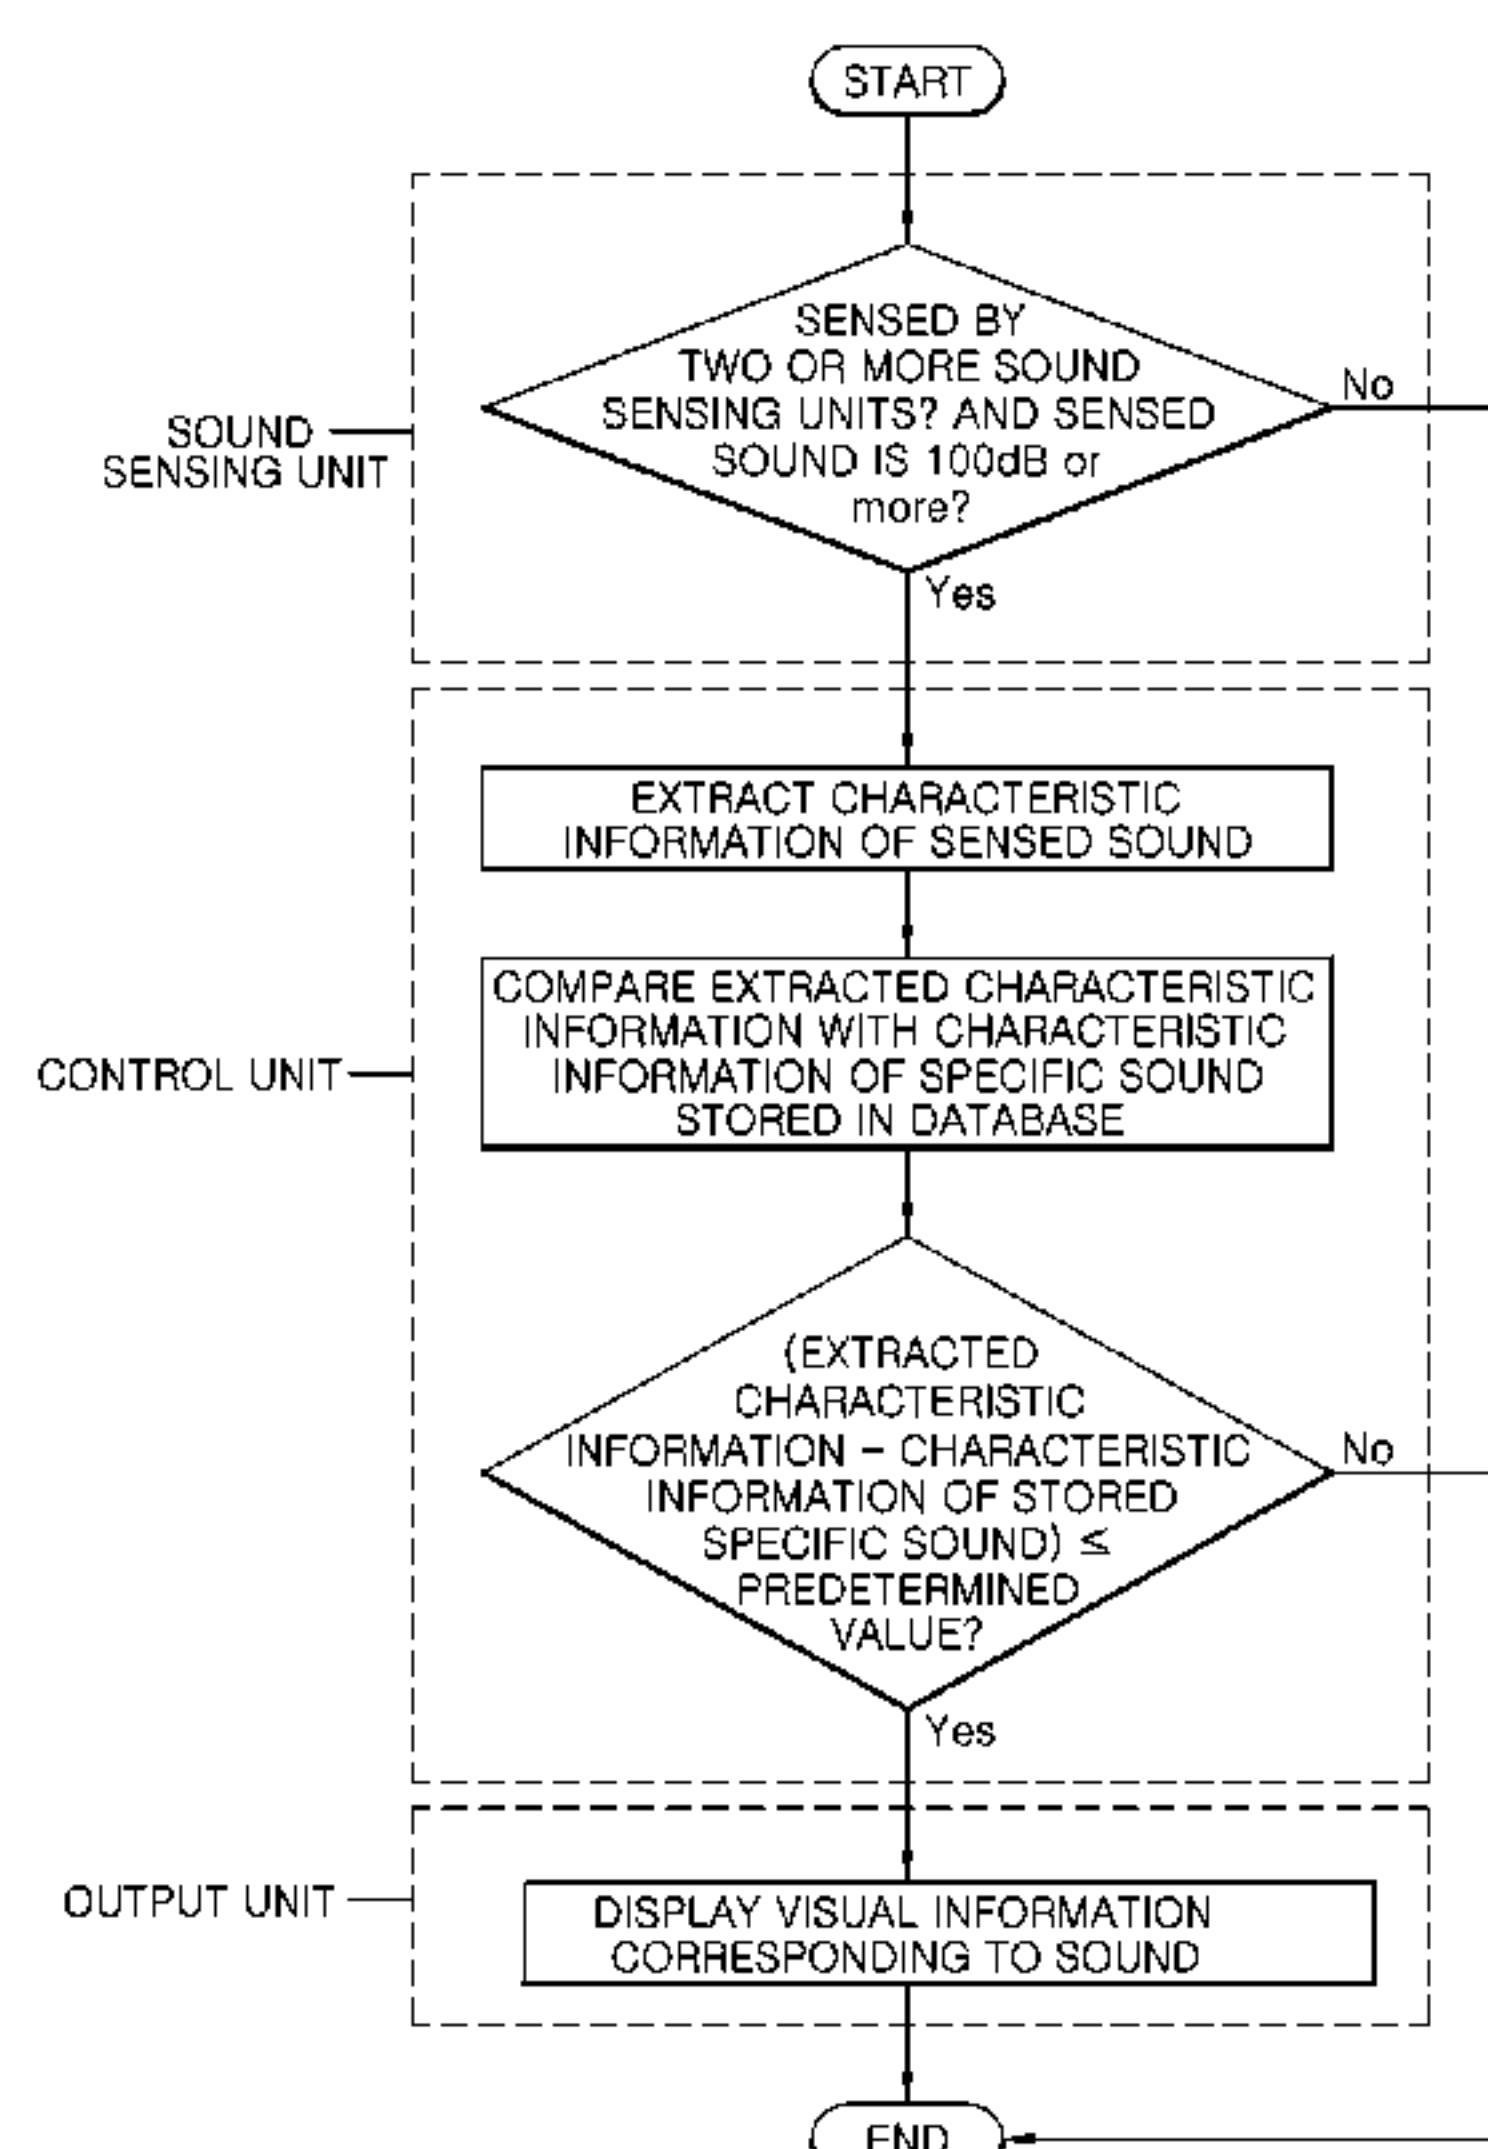 START
SENSED BY
TWO OR MORE SOUND
SENSING UNITS? AND SENSED
SOUND IS 100dB or
more?
No
SOUND
SENSING UNIT
Yes
EXTRACT CHARACTERISTIC
INFORMATION OF SENSED SOUND
COMPARE EXTRACTED CHARACTERISTIC
INFORMATION WITH CHARACTERISTIC
INFORMATION OF SPECIFIC SOUND
STORED IN DATABASE
CONTROL UNIT
(EXTRACTED
CHARACTERISTIC
INFORMATION - CHARACTERISTIC
INFORMATION OF STORED
SPECIFIC SOUND) ≤
PREDETERMINED
VALUE?
No
Yes
OUTPUT UNIT
DISPLAY VISUAL INFORMATION
CORRESPONDING TO SOUND
END